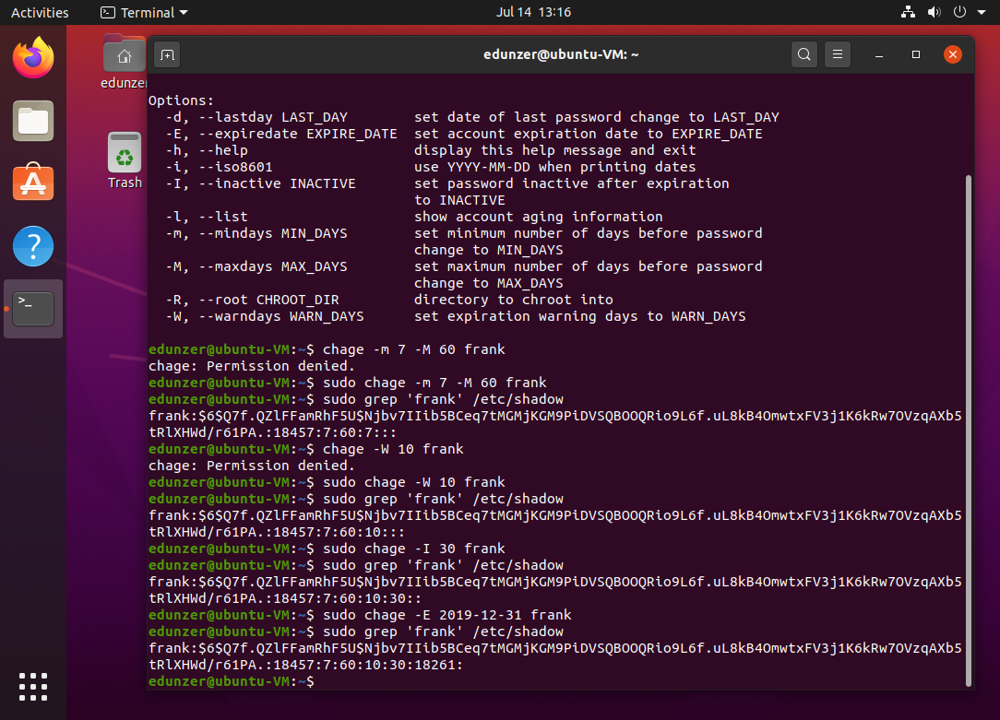 Activities
Terminal
Jul 14 13:16
edunzer
Trash
edunzer@ubuntu-VM: ~
Options:
  -d, --lastday LAST_DAY        set date of last password change to LAST_DAY
  -E, --expiredate EXPIRE_DATE  set account expiration date to EXPIRE_DATE
  -h, --help                    display this help message and exit
  -i, --iso8601                 use YYYY-MM-DD when printing dates
  -I, --inactive INACTIVE       set password inactive after expiration
                                to INACTIVE
  -l, --list                    show account aging information
  -m, --mindays MIN_DAYS        set minimum number of days before password
                                change to MIN_DAYS
  -M, --maxdays MAX_DAYS        set maximum number of days before password
                                change to MAX_DAYS
  -R, --root CHROOT_DIR         directory to chroot into
  -W, --warndays WARN_DAYS      set expiration warning days to WARN_DAYS
edunzer@ubuntu-VM:~$ chage -m 7 -M 60 frank
chage: Permission denied.
edunzer@ubuntu-VM:~$ sudo chage -m 7 -M 60 frank
edunzer@ubuntu-VM:~$ sudo grep 'frank' /etc/shadow
frank:$6$Q7f.QZlFFamRhF5U$Njbv7IIib5BCeq7tMGMjKGM9PiDVSQBOOQRio9L6f.uL8kB4OmwtxFV3j1K6kRw7OVzqAXb5
tRlXHWd/r61PA.:18457:7:60:7:::
edunzer@ubuntu-VM:~$ chage -W 10 frank
chage: Permission denied.
edunzer@ubuntu-VM:~$ sudo chage -W 10 frank
edunzer@ubuntu-VM:~$ sudo grep 'frank' /etc/shadow
frank:$6$Q7f.QZlFFamRhF5U$Njbv7IIib5BCeq7tMGMjKGM9PiDVSQBOOQRio9L6f.uL8kB4OmwtxFV3j1K6kRw7OVzqAXb5
tRlXHWd/r61PA.:18457:7:60:10:::
edunzer@ubuntu-VM:~$ sudo chage -I 30 frank
edunzer@ubuntu-VM:~$ sudo grep 'frank' /etc/shadow
frank:$6$Q7f.QZlFFamRhF5U$Njbv7IIib5BCeq7tMGMjKGM9PiDVSQBOOQRio9L6f.uL8kB4OmwtxFV3j1K6kRw7OVzqAXb5
tRlXHWd/r61PA.:18457:7:60:10:30::
edunzer@ubuntu-VM:~$ sudo chage -E 2019-12-31 frank
edunzer@ubuntu-VM:~$ sudo grep 'frank' /etc/shadow
frank:$6$Q7f.QZlFFamRhF5U$Njbv7IIib5BCeq7tMGMjKGM9PiDVSQBOOQRio9L6f.uL8kB4OmwtxFV3j1K6kRw7OVzqAXb5
tRlXHWd/r61PA.:18457:7:60:10:30:18261:
edunzer@ubuntu-VM:~$